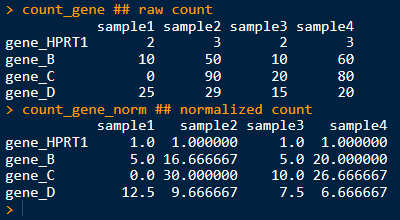 > count_gene ## raw count
sample1 sample2 sample3 sample4
gene_HPRT1 2 3 2 3
gene_B 10 50 10 60
gene_C 0 90 20 80
gene_D 25 29 15 20
> count_gene_norm ## normalized count
sample1 sample2 sample3 sample4
gene_HPRT1 1.0 1.000000 1.0 1.000000
gene_B 5.0 16.666667 5.0 20.000000
gene_C 0.0 30.000000 10.0 26.666667
gene_D 12.5 9.666667 7.5 6.666667
>